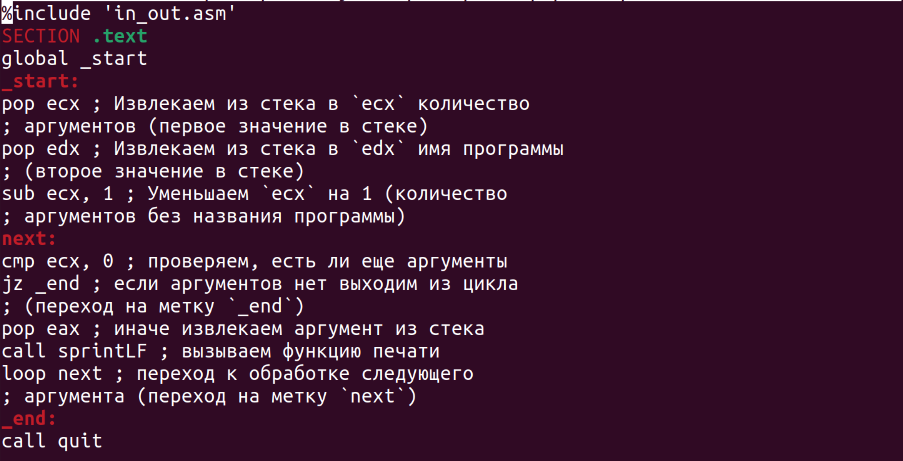 %include 'in_out.asm'
SECTION .text
global _start
_start:
pop ecx ; Извлекаем из стека в `ecx` количество
; аргументов (первое значение в стеке)
pop edx ; Извлекаем из стека в `edx` имя программы
; (второе значение в стеке)
sub ecx, 1 ; Уменьшаем `ecx` на 1 (количество
; аргументов без названия программы)
next:
cmp ecx, 0 ; проверяем, есть ли еще аргументы
jz _end ; если аргументов нет выходим из цикла
; (переход на метку `_end`)
pop eax ; иначе извлекаем аргумент из стека
call sprintLF ; вызываем функцию печати
loop next ; переход к обработке следующего
; аргумента (переход на метку `next`)
_end:
call quit